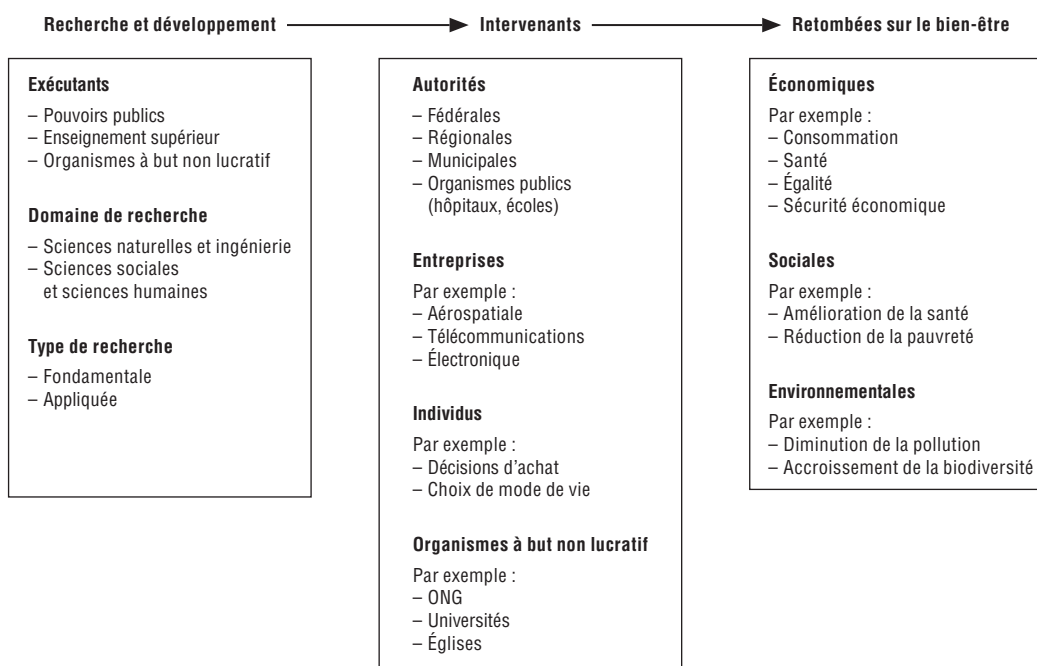 Recherche et développement
Intervenants
Retombées sur le bien-être
Exécutants
– Pouvoirs publics
– Enseignement supérieur
– Organismes à but non lucratif
Domaine de recherche
– Sciences naturelles et ingénierie
– Sciences sociales
et sciences humaines
Type de recherche
– Fondamentale
– Appliquée
Autorités
– Fédérales
– Régionales
– Municipales
– Organismes publics
(hôpitaux, écoles)
Entreprises
Par exemple :
– Aérospatiale
– Télécommunications
– Électronique
Individus
Par exemple :
– Décisions d'achat
– Choix de mode de vie
Organismes à but non lucratif
Par exemple :
– ONG
– Universités
– Églises
Économiques
Par exemple :
– Consommation
– Santé
– Égalité
– Sécurité économique
Sociales
Par exemple :
– Amélioration de la santé
– Réduction de la pauvreté
Environnementales
Par exemple :
– Diminution de la pollution
– Accroissement de la biodiversité